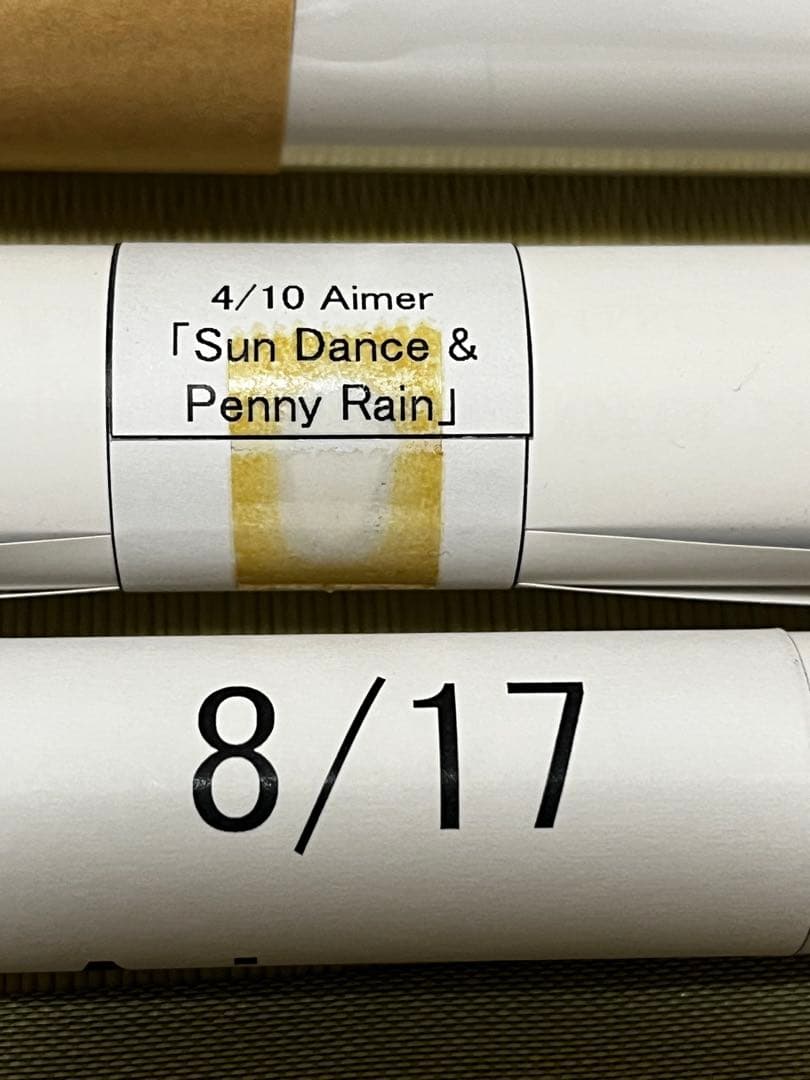 4/10 Aimer
「Sun Dance &
Penny Rain」
8/17